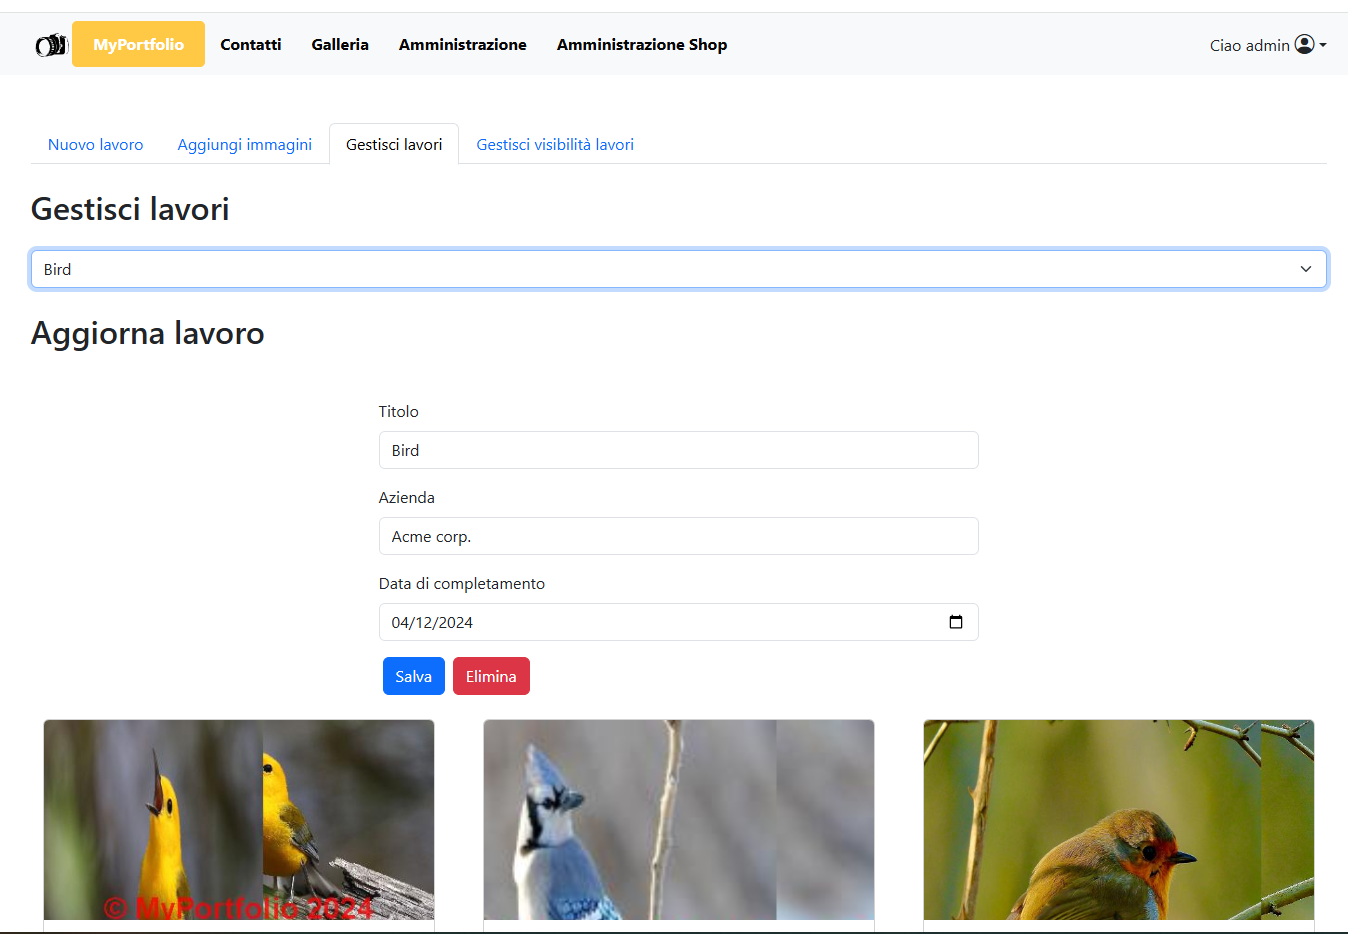 MyPortfolio Contatti Galleria Amministrazione Amministrazione Shop Ciao admin
Nuovo lavoro Aggiungi immagini Gestisci lavori Gestisci visibilità lavori
Gestisci lavori
Bird
Aggiorna lavoro
Titolo
Bird
Azienda
Acme corp.
Data di completamento
04/12/2024
Salva Elimina
© MyPortfolio 2024